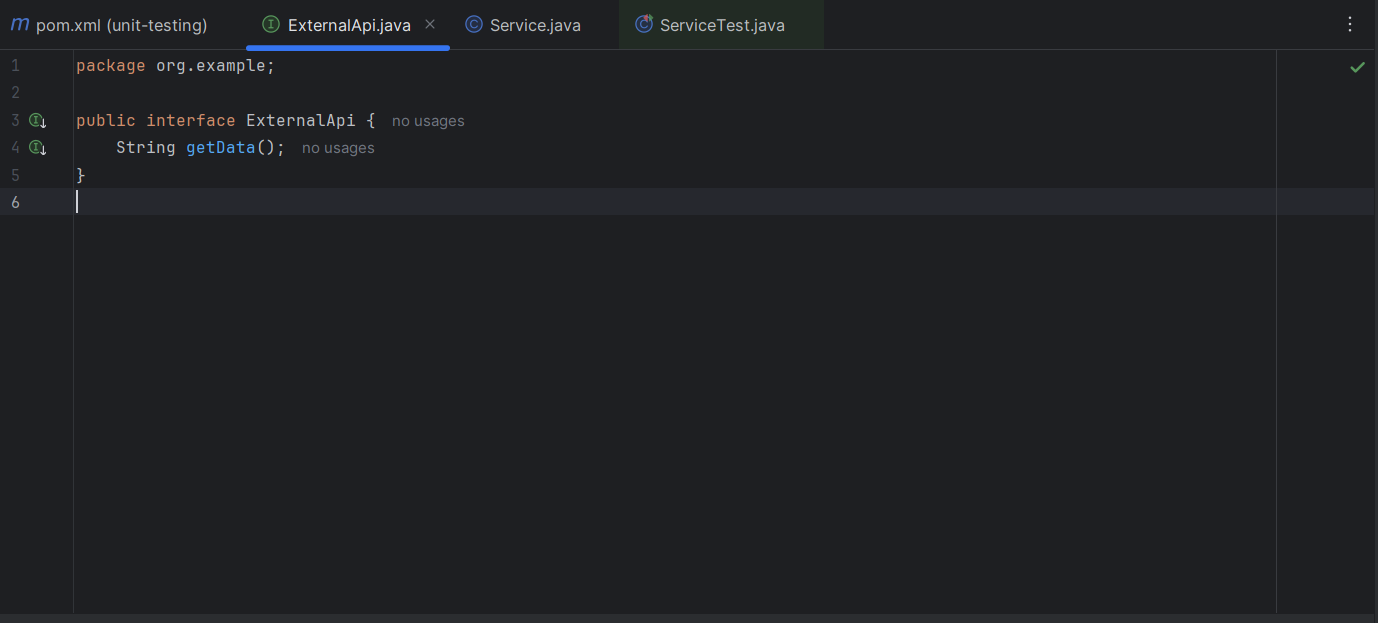 pom.xml (unit-testing) ExternalApi.java Service.java ServiceTest.java
1 package org.example;
2
3 public interface ExternalApi { no usages
4 String getData(); no usages
5 }
6